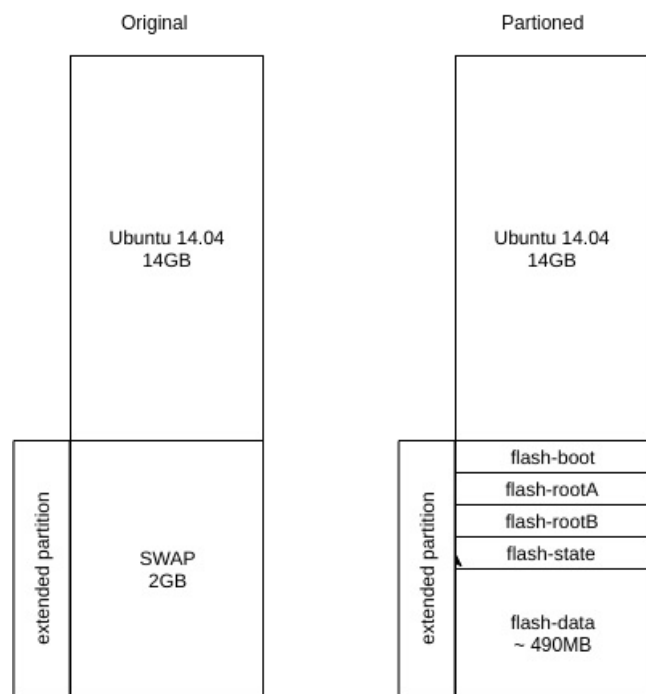 Original
Partioned
Ubuntu 14.04
14GB
Ubuntu 14.04
14GB
extended partition
SWAP
2GB
extended partition
flash-boot
flash-rootA
flash-rootB
flash-state
flash-data
~ 490MB